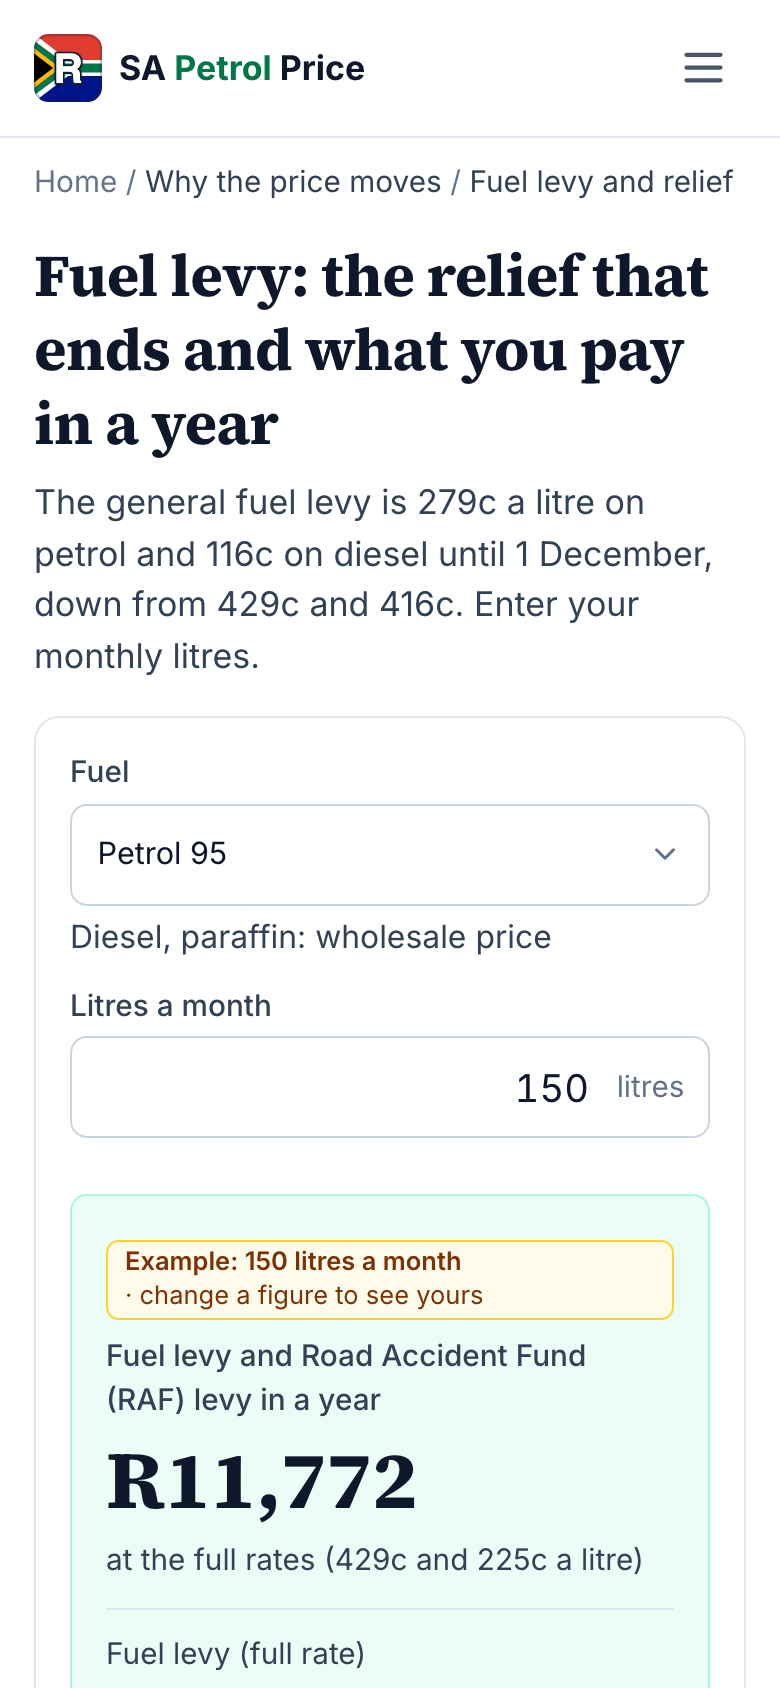 R
SA Petrol Price
Home / Why the price moves / Fuel levy and relief
Fuel levy: the relief that
ends and what you pay
in a year
The general fuel levy is 279c a litre on
petrol and 116c on diesel until 1 December,
down from 429c and 416c. Enter your
monthly litres.
Fuel
Petrol 95
Diesel, paraffin: wholesale price
Litres a month
150 litres
Example: 150 litres a month
· change a figure to see yours
Fuel levy and Road Accident Fund
(RAF) levy in a year
R11,772
at the full rates (429c and 225c a litre)
Fuel levy (full rate)